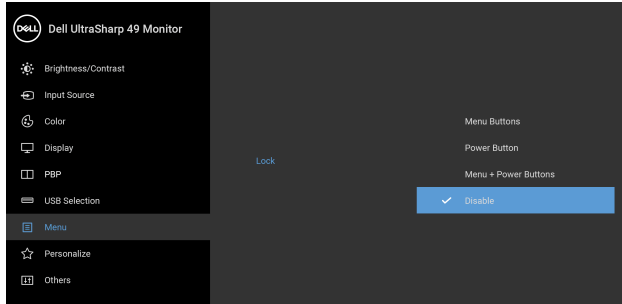 DELL
Dell UltraSharp 49 Monitor
Brightness/Contrast
Input Source
Color
Display
PBP
USB Selection
Menu
Personalize
Others
Lock
Menu Buttons
Power Button
Menu + Power Buttons
Disable